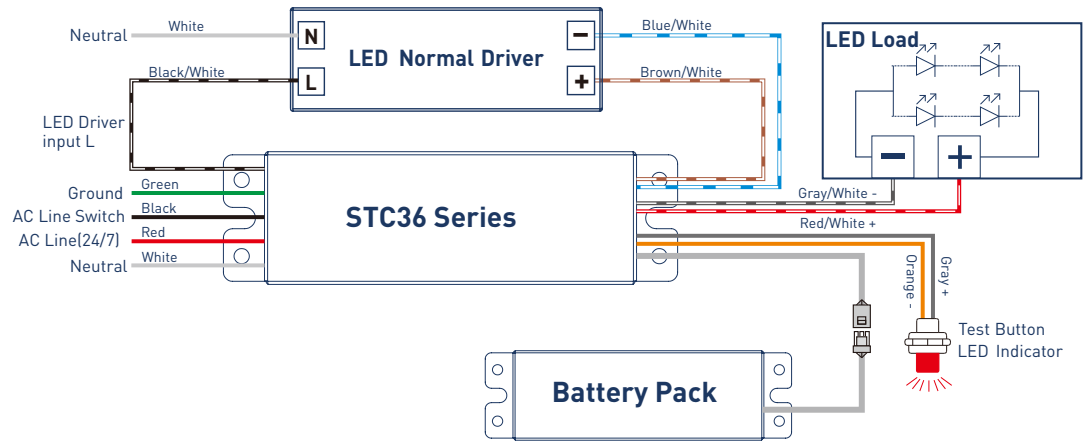 Neutral
White
N
L
LED Normal Driver
−
+
Blue/White
Brown/White
Black/White
LED Driver
input L
LED Load
−
+
Ground
Green
AC Line Switch
Black
AC Line(24/7)
Red
Neutral
White
STC36 Series
Gray/White -
Red/White +
Orange -
Gray +
Test Button
LED Indicator
Battery Pack